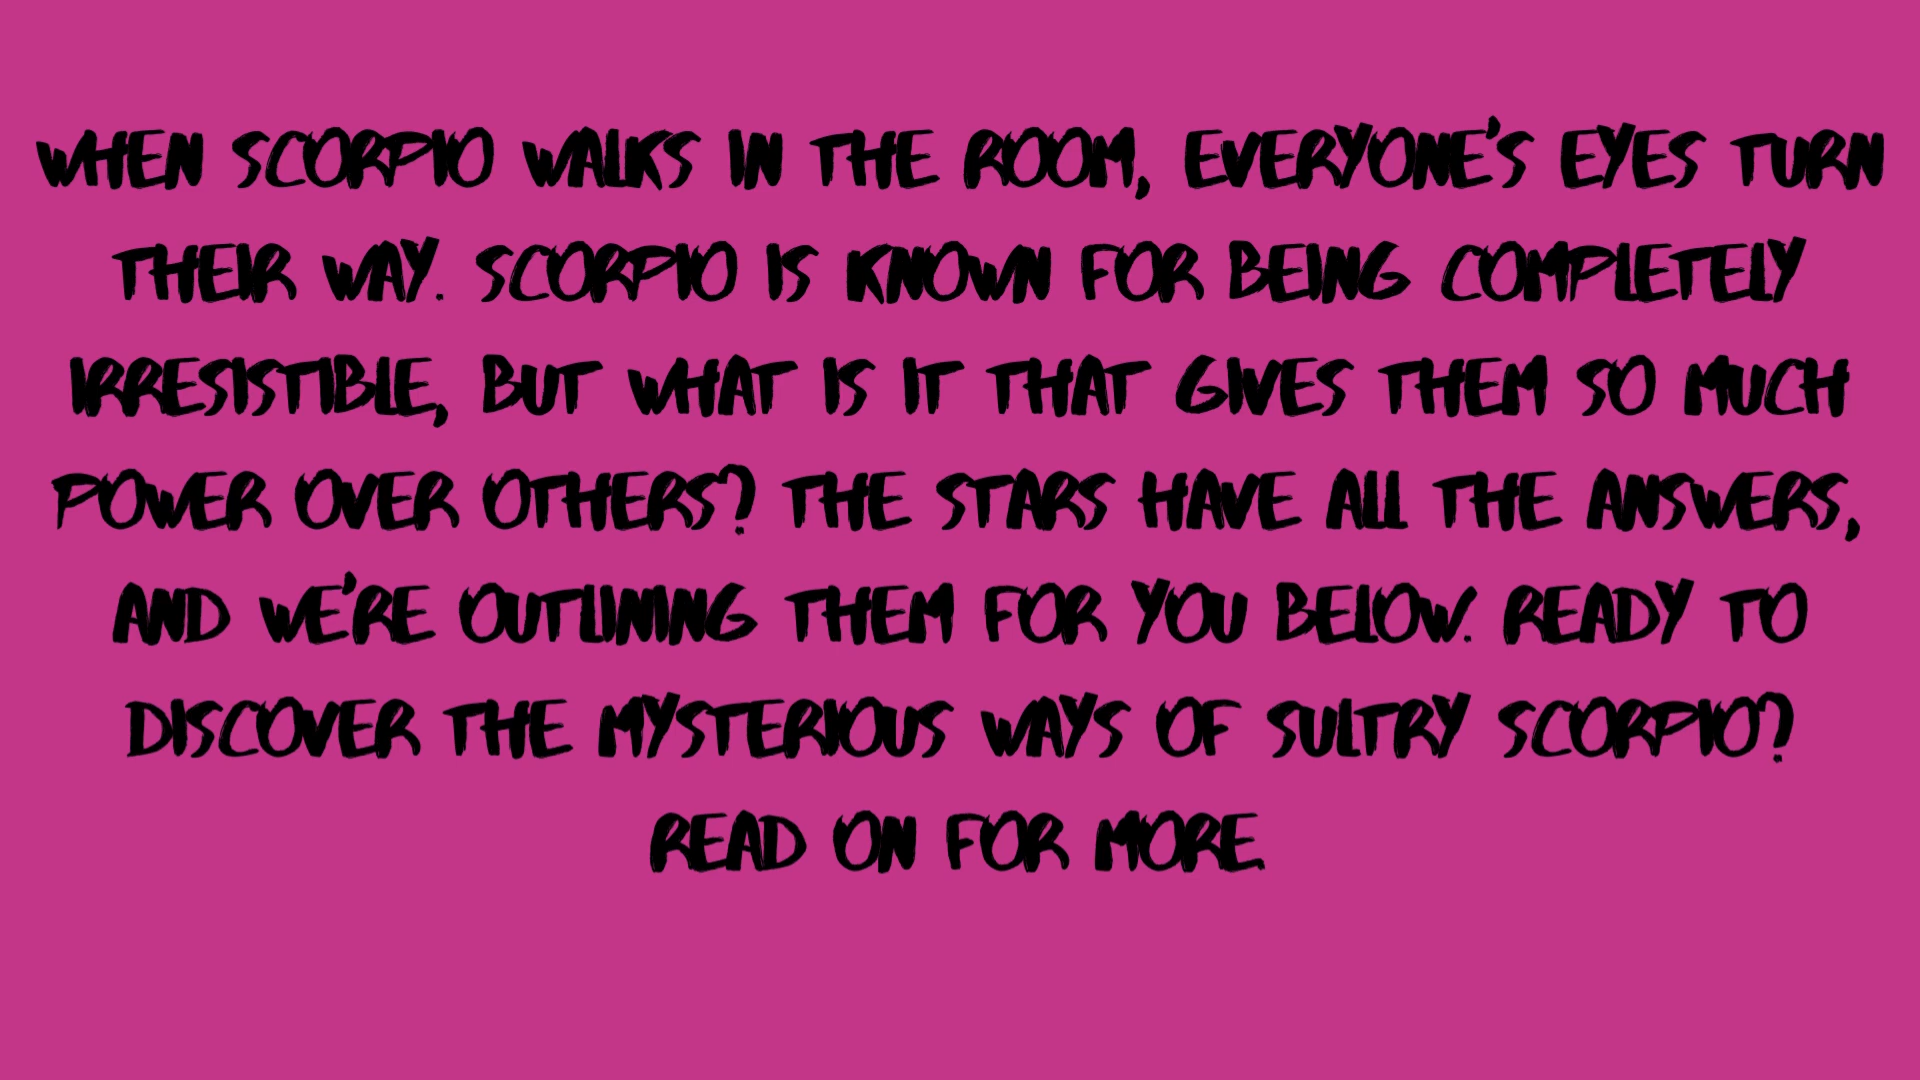 WHEN SCORPIO WALKS IN THE ROOM, EVERYONE'S EYES TURN
THEIR WAY. SCORPIO IS KNOWN FOR BEING COMPLETELY
IRRESISTIBLE, BUT WHAT IS IT THAT GIVES THEM SO MUCH
POWER OVER OTHERS? THE STARS HAVE ALL THE ANSWERS,
AND WE'RE OUTLINING THEM FOR YOU BELOW. READY TO
DISCOVER THE MYSTERIOUS WAYS OF SULTRY SCORPIO?
READ ON FOR MORE.